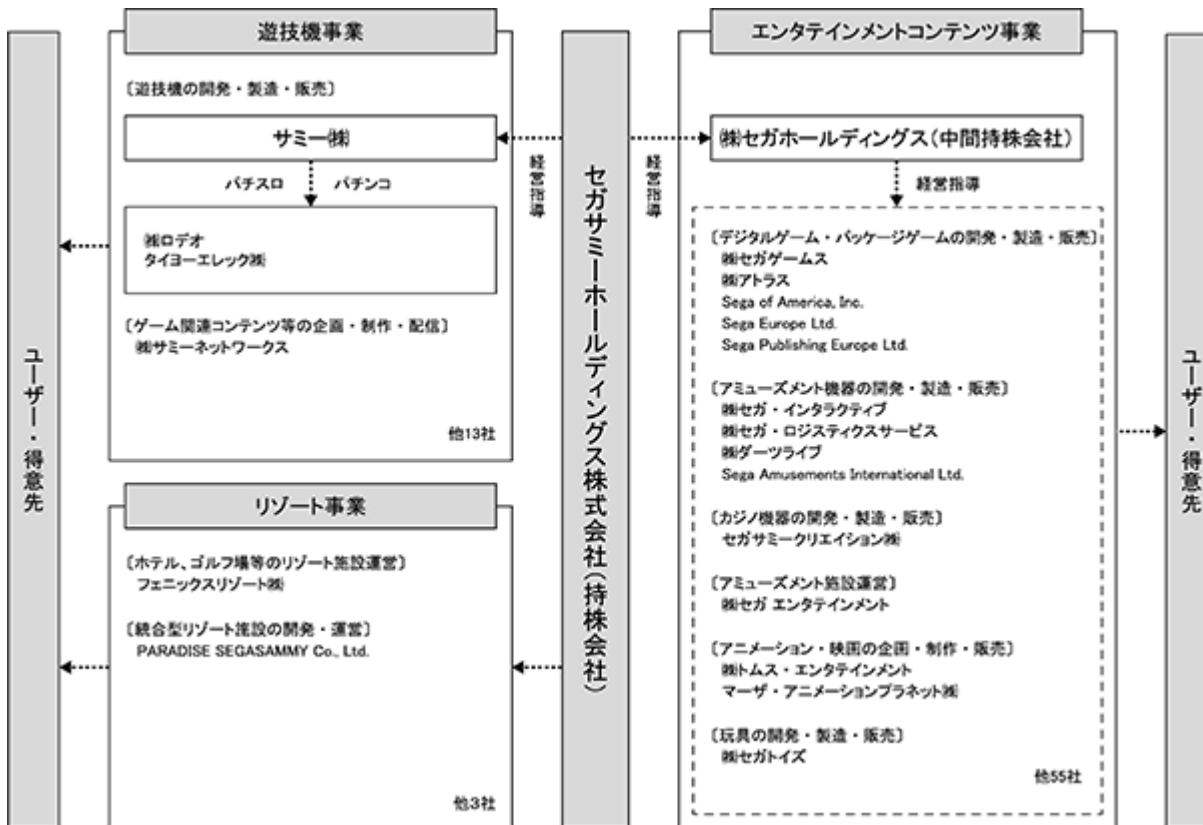 遊技機事業
〔遊技機の開発・製造・販売〕
サミー㈱
パチスロ
パチンコ
㈱ロデオ
タイヨーエレック㈱
〔ゲーム関連コンテンツ等の企画・制作・配信〕
㈱サミーネットワークス
他13社
リゾート事業
〔ホテル、ゴルフ場等のリゾート施設運営〕
フェニックスリゾート㈱
〔統合型リゾート施設の開発・運営〕
PARADISE SEGASAMMY Co., Ltd.
他3社
ユーザー・得意先
経営指導
セガサミーホールディングス株式会社(持株会社)
経営指導
エンタテインメントコンテンツ事業
㈱セガホールディングス(中間持株会社)
経営指導
〔デジタルゲーム・パッケージゲームの開発・製造・販売〕
㈱セガゲームス
㈱アトラス
Sega of America, Inc.
Sega Europe Ltd.
Sega Publishing Europe Ltd.
〔アミューズメント機器の開発・製造・販売〕
㈱セガ・インタラクティブ
㈱セガ・ロジスティクスサービス
㈱ダーツライブ
Sega Amusements International Ltd.
〔カジノ機器の開発・製造・販売〕
セガサミークリエイション㈱
〔アミューズメント施設運営〕
㈱セガ エンタテインメント
〔アニメーション・映画の企画・制作・販売〕
㈱トムス・エンタテインメント
マーザ・アニメーションプラネット㈱
〔玩具の開発・製造・販売〕
㈱セガトイズ
他55社
ユーザー・得意先